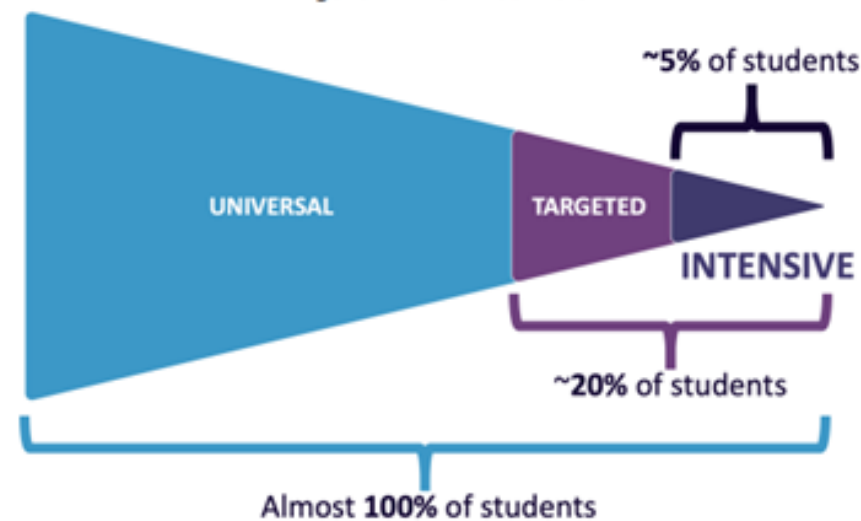 ~5% of students
UNIVERSAL
TARGETED
INTENSIVE
~20% of students
Almost 100% of students